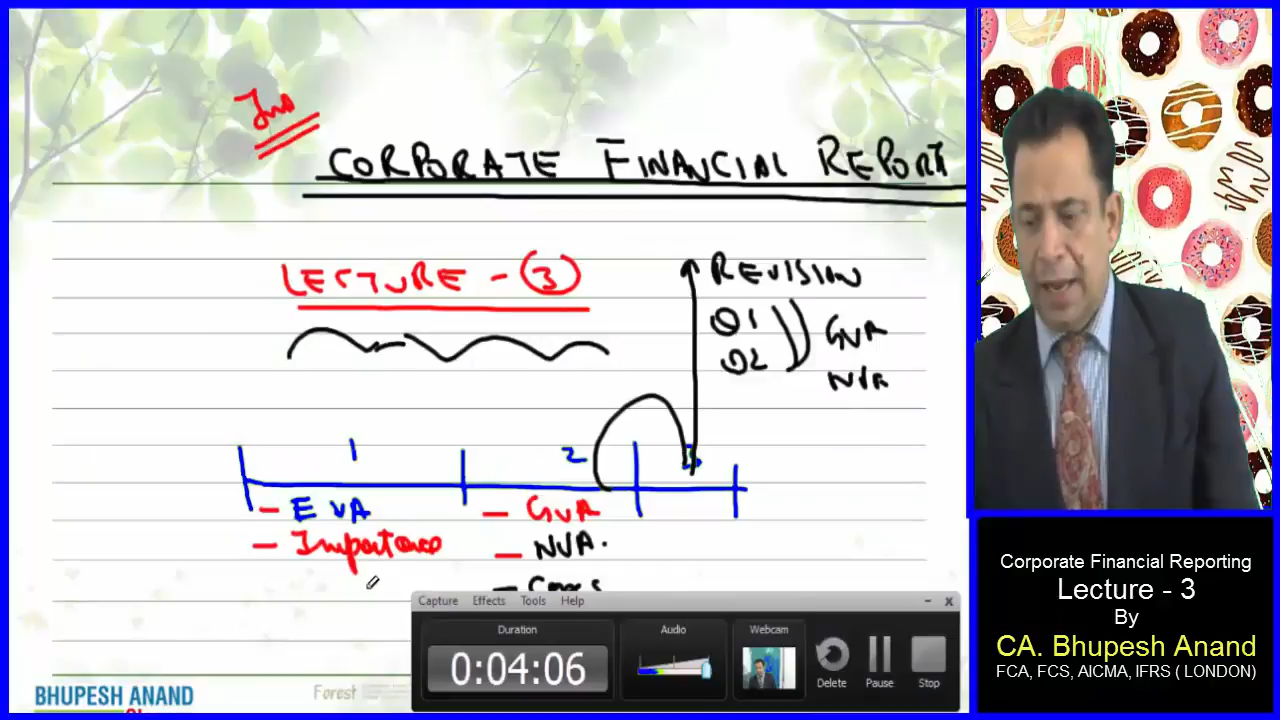 CORPORATE FINANCIAL REPORT
LECTURE - 3
REVISION
Q1
Q2
GVA
NVA
1
2
- EVA
- GVA
- Importance
- NVA.
Capture Effects Tools Help
Duration
Audio
Webcam
0:04:06
Delete
Pause
Stop
Corporate Financial Reporting
Lecture - 3
By
CA. Bhupesh Anand
FCA, FCS, AICMA, IFRS ( LONDON)
BHUPESH ANAND
Forest